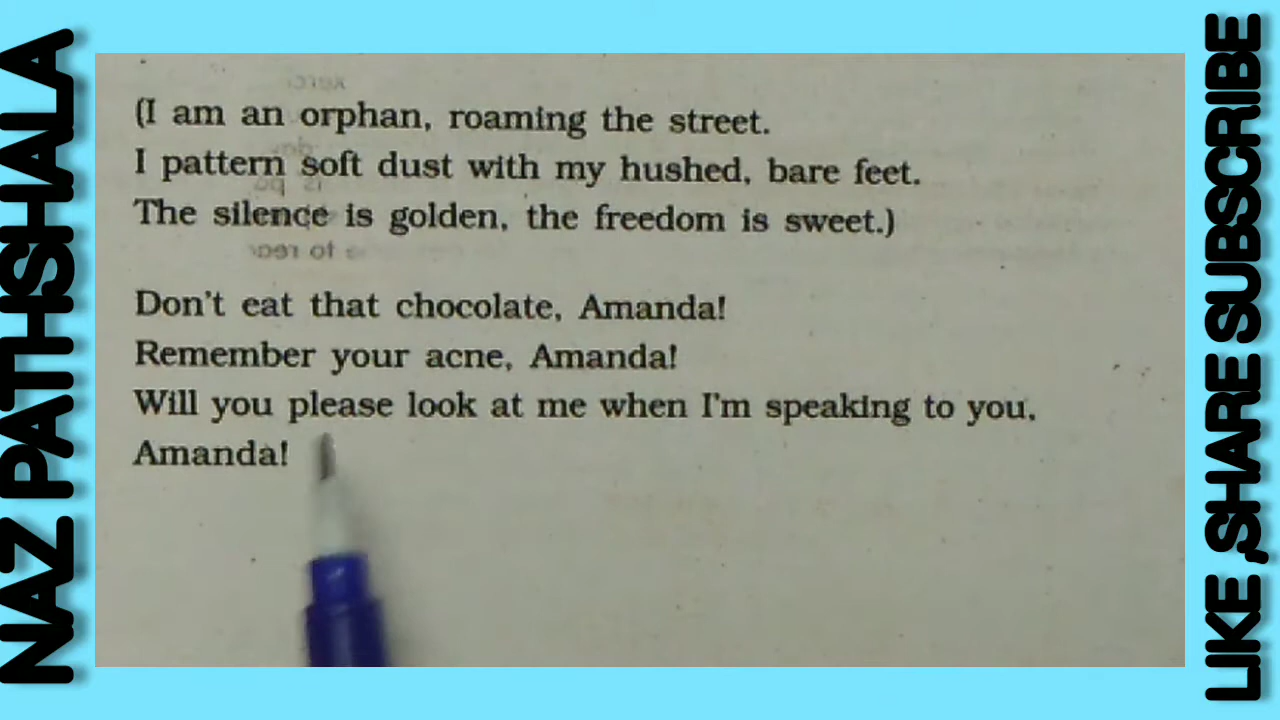 NAZ PATHSHALA
(I am an orphan, roaming the street.
I pattern soft dust with my hushed, bare feet.
The silence is golden, the freedom is sweet.)
Don't eat that chocolate, Amanda!
Remember your acne, Amanda!
Will you please look at me when I'm speaking to you,
Amanda!
LIKE ,SHARE SUBSCRIBE